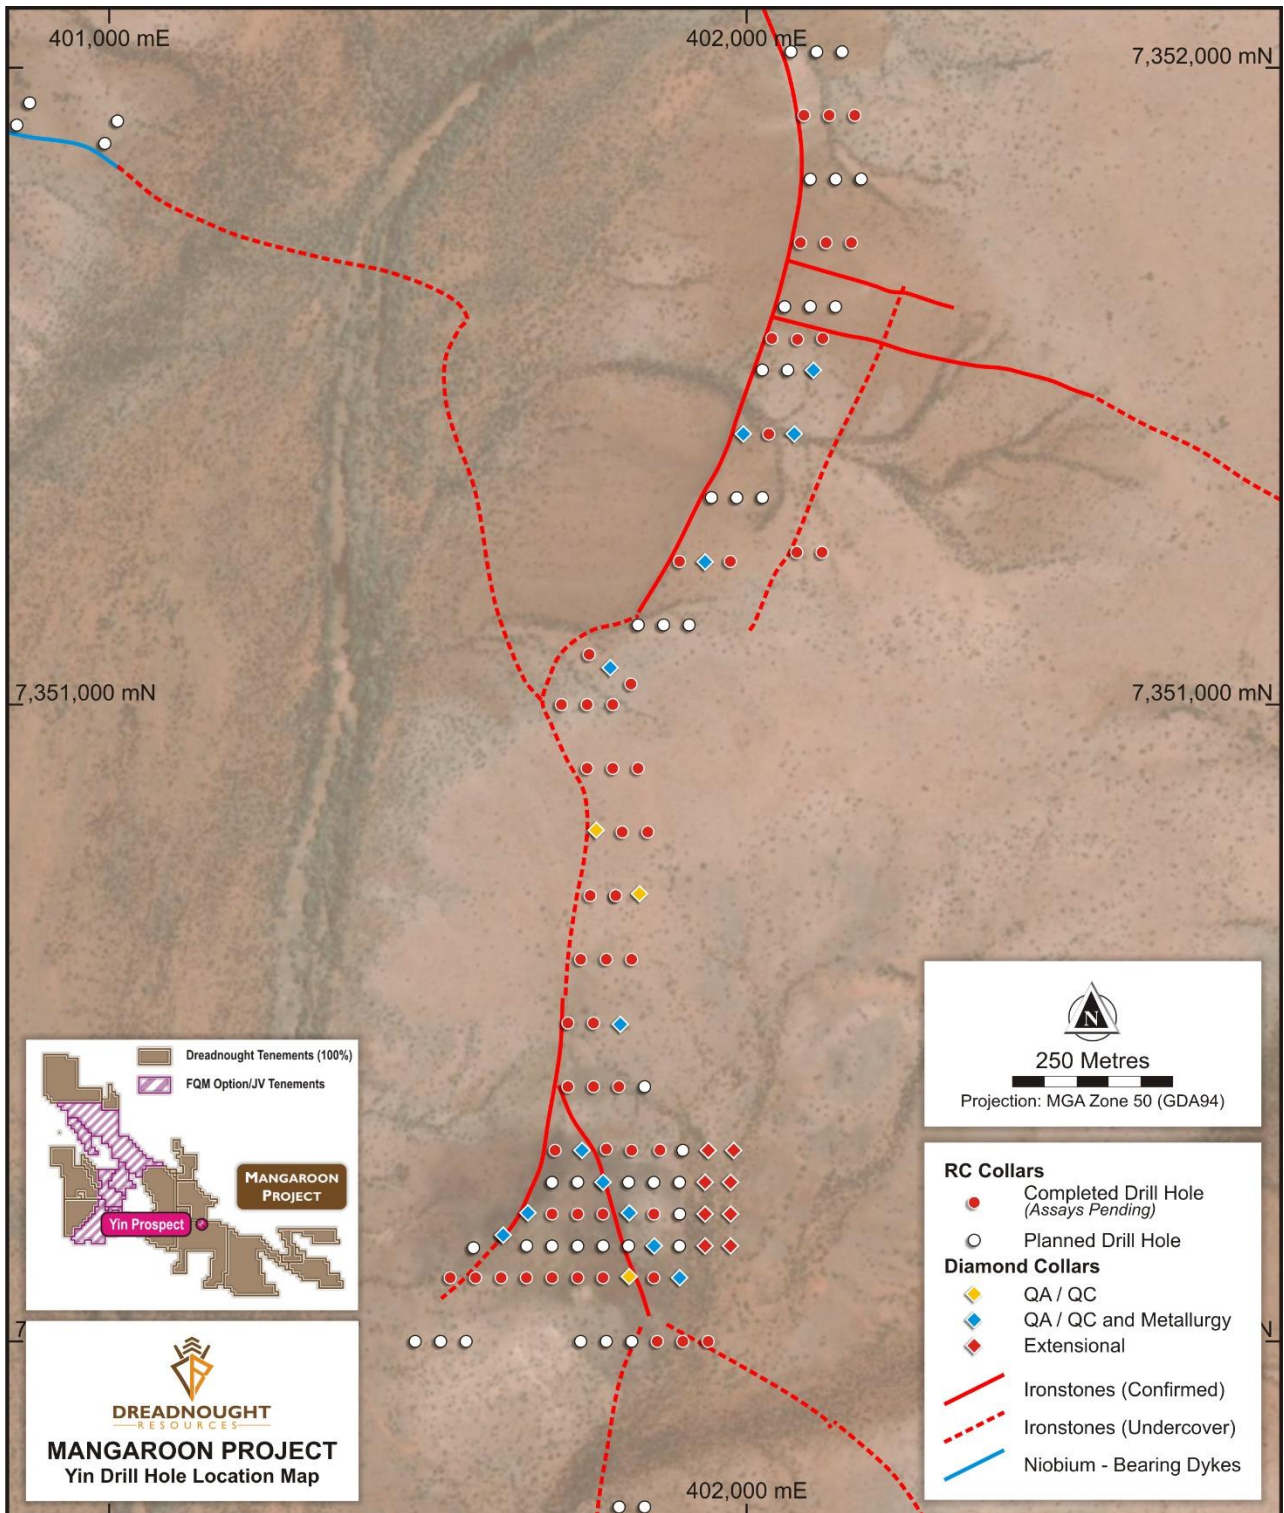 401,000 mE
402,000 mE
7,352,000 mN
7,351,000 mN
7,351,000 mN
N
250 Metres
Projection: MGA Zone 50 (GDA94)
Dreadnought Tenements (100%)
FQM Option/JV Tenements
MANGAROON
PROJECT
Yin Prospect
RC Collars
Completed Drill Hole
(Assays Pending)
Planned Drill Hole
Diamond Collars
QA / QC
QA / QC and Metallurgy
Extensional
Ironstones (Confirmed)
Ironstones (Undercover)
Niobium - Bearing Dykes
DREADNOUGHT
RESOURCES
MANGAROON PROJECT
Yin Drill Hole Location Map
402,000 mE